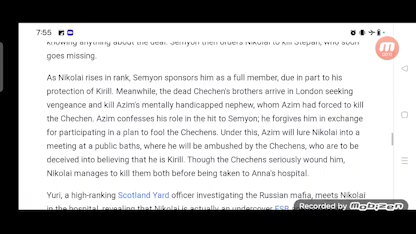 7:55
knowing anything about the deal. Semyon then orders Nikolai to kill Stepan, who soon
goes missing.
As Nikolai rises in rank, Semyon sponsors him as a full member, due in part to his
protection of Kirill. Meanwhile, the dead Chechen's brothers arrive in London seeking
vengeance and kill Azim's mentally handicapped nephew, whom Azim had forced to kill
the Chechen. Azim confesses his role in the hit to Semyon; he forgives him in exchange
for participating in a plan to fool the Chechens. Under this, Azim will lure Nikolai into a
meeting at a public baths, where he will be ambushed by the Chechens, who are to be
deceived into believing that he is Kirill. Though the Chechens seriously wound him,
Nikolai manages to kill them both before being taken to Anna's hospital.
Yuri, a high-ranking Scotland Yard officer investigating the Russian mafia, meets Nikolai
in the hospital, revealing that Nikolai is actually an undercover FSB
Recorded by MOBIZEN